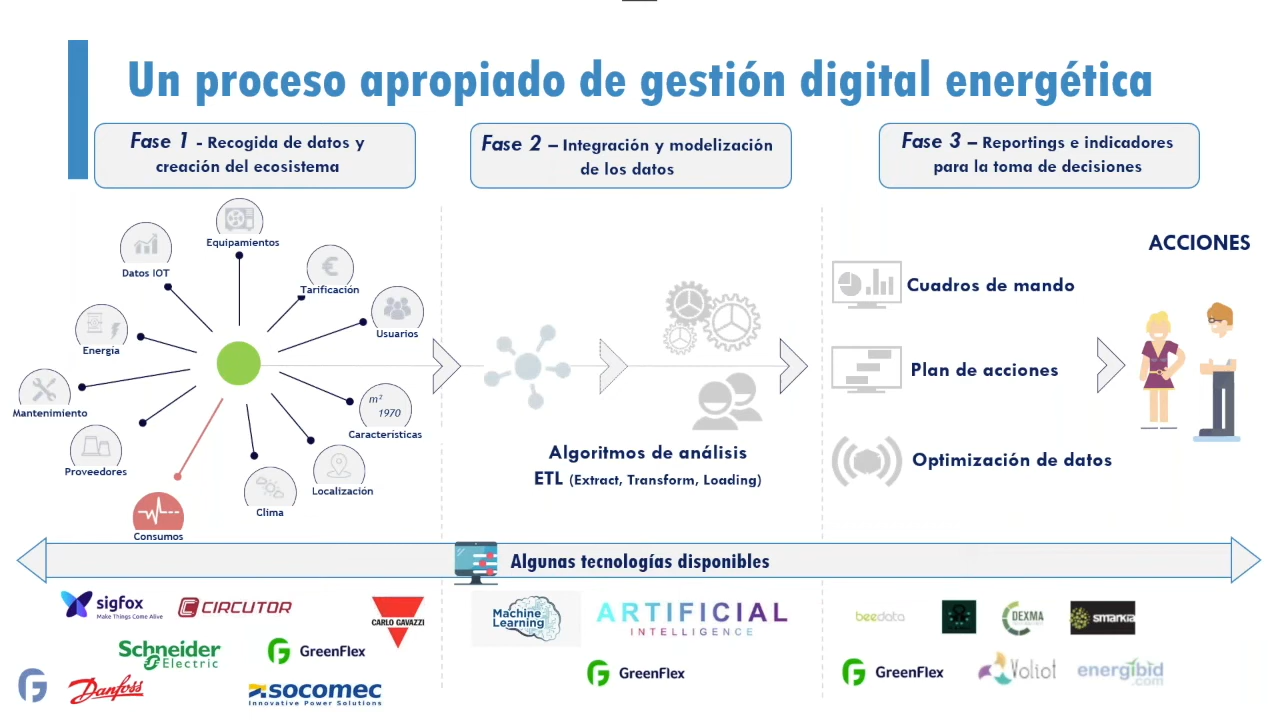 Un proceso apropiado de gestión digital energética
Fase 1 - Recogida de datos y
creación del ecosistema
Fase 2 – Integración y modelización
de los datos
Fase 3 – Reportings e indicadores
para la toma de decisiones
Equipamientos
Datos IOT
€
Tarificación
Usuarios
Energía
Mantenimiento
m²
1970
Características
Proveedores
Localización
Clima
Consumos
Algoritmos de análisis
ETL (Extract, Transform, Loading)
ACCIONES
Cuadros de mando
Plan de acciones
Optimización de datos
Algunas tecnologías disponibles
sigfox
Make Things Come Alive
CIRCUTOR
CARLO GAVAZZI
Schneider
Electric
GreenFlex
Danfoss
socomec
Innovative Power Solutions
Machine
Learning
ARTIFICIAL
INTELLIGENCE
GreenFlex
beedata
DEXMA
smarkia
GreenFlex
Voltiot
energibid
.com